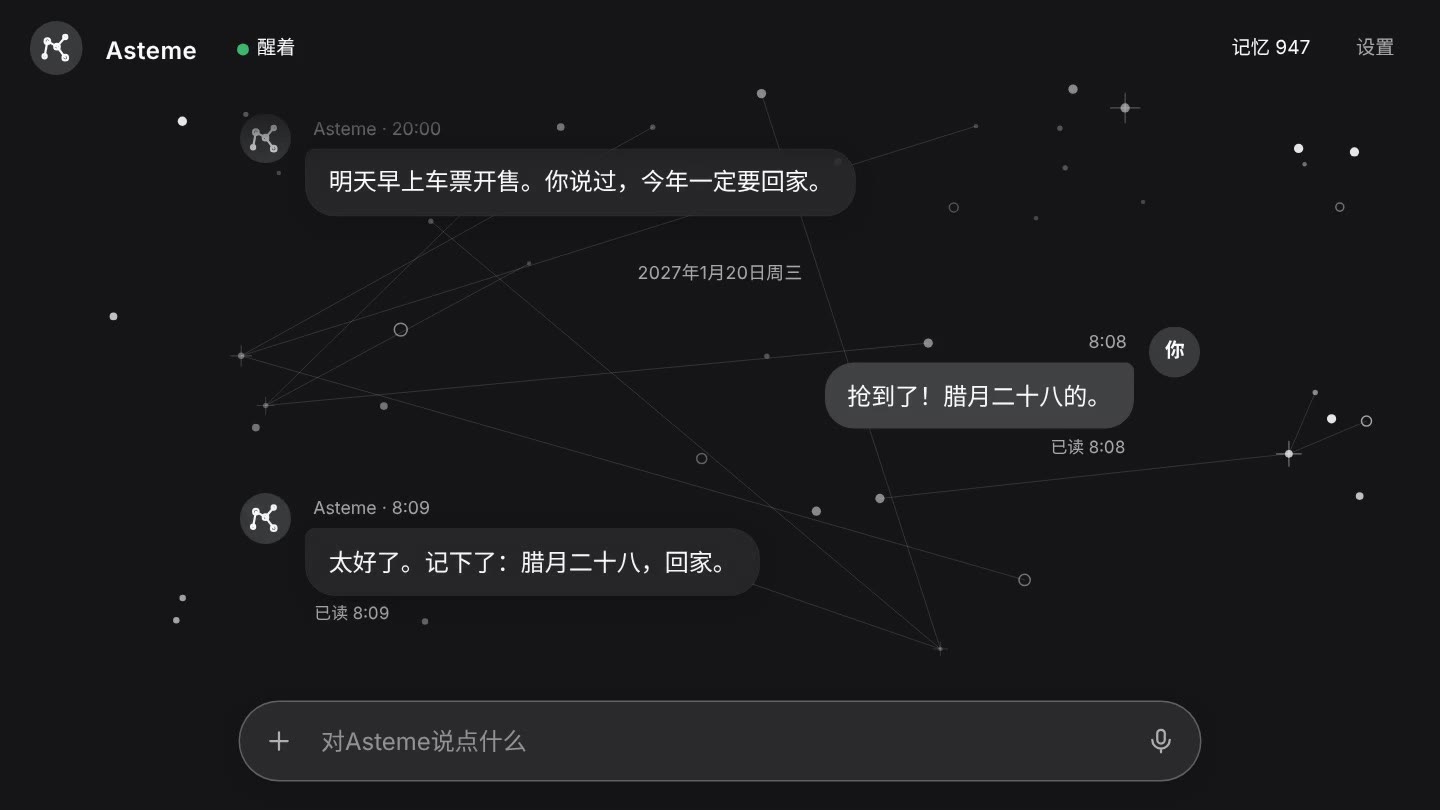 Asteme
醒着
记忆 947
设置
Asteme · 20:00
明天早上车票开售。你说过，今年一定要回家。
2027年1月20日周三
8:08
你
抢到了！腊月二十八的。
已读 8:08
Asteme · 8:09
太好了。记下了：腊月二十八，回家。
已读 8:09
对Asteme说点什么